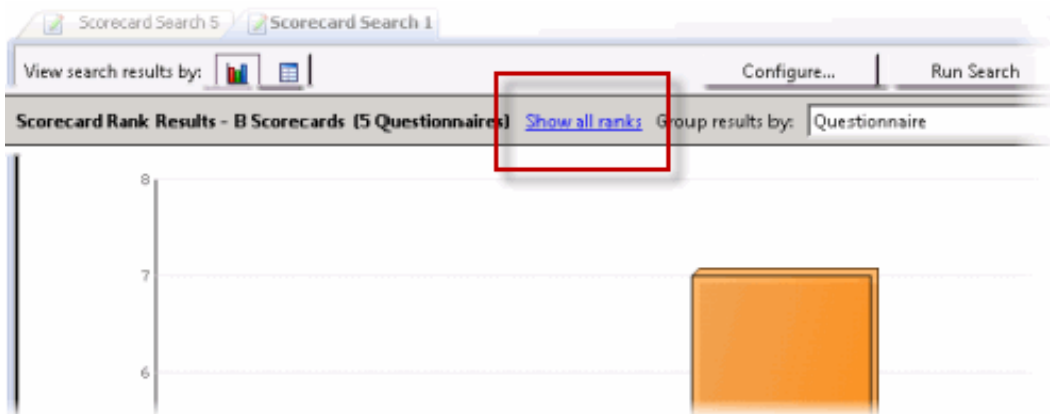 Scorecard Search 5 Scorecard Search 1
View search results by: Configure... Run Search
Scorecard Rank Results - B Scorecards (5 Questionnaires) Show all ranks Group results by: Questionnaire
8
7
6